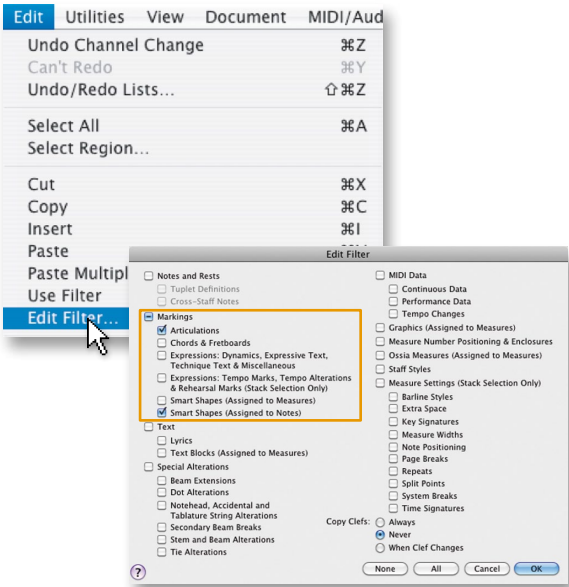 Edit Utilities View Document MIDI/Aud
Undo Channel Change ⌘Z
Can't Redo ⌘Y
Undo/Redo Lists... ⇧⌘Z
Select All ⌘A
Select Region...
Cut ⌘X
Copy ⌘C
Insert ⌘I
Paste
Paste Multipl
Use Filter
Edit Filter...
Edit Filter
Notes and Rests
Tuplet Definitions
Cross-Staff Notes
Markings
Articulations
Chords & Fretboards
Expressions: Dynamics, Expressive Text,
Technique Text & Miscellaneous
Expressions: Tempo Marks, Tempo Alterations
& Rehearsal Marks (Stack Selection Only)
Smart Shapes (Assigned to Measures)
Smart Shapes (Assigned to Notes)
Text
Lyrics
Text Blocks (Assigned to Measures)
Special Alterations
Beam Extensions
Dot Alterations
Notehead, Accidental and
Tablature String Alterations
Secondary Beam Breaks
Stem and Beam Alterations
Tie Alterations
MIDI Data
Continuous Data
Performance Data
Tempo Changes
Graphics (Assigned to Measures)
Measure Number Positioning & Enclosures
Ossia Measures (Assigned to Measures)
Staff Styles
Measure Settings (Stack Selection Only)
Barline Styles
Extra Space
Key Signatures
Measure Widths
Note Positioning
Page Breaks
Repeats
Split Points
System Breaks
Time Signatures
Copy Clefs: Always
Never
When Clef Changes
? None All Cancel OK